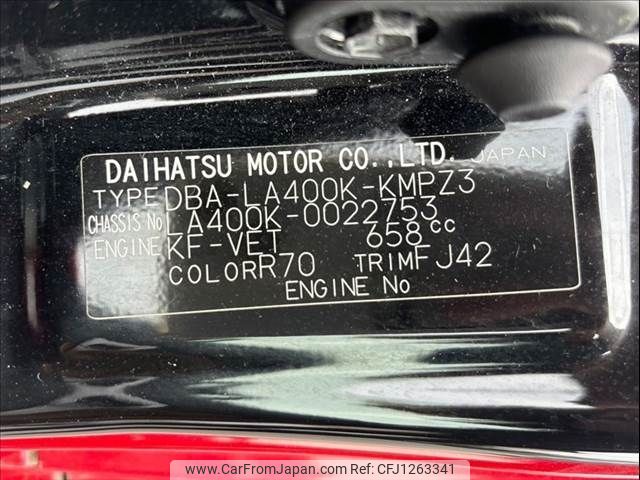 DAIHATSU MOTOR CO.,LTD. JAPAN
TYPE DBA-LA400K-KMPZ3
CHASSIS No LA400K-0022753
ENGINE KF-VET 658cc
COLOR R70 TRIM FJ42
ENGINE No
www.CarFromJapan.com CFJ1263341